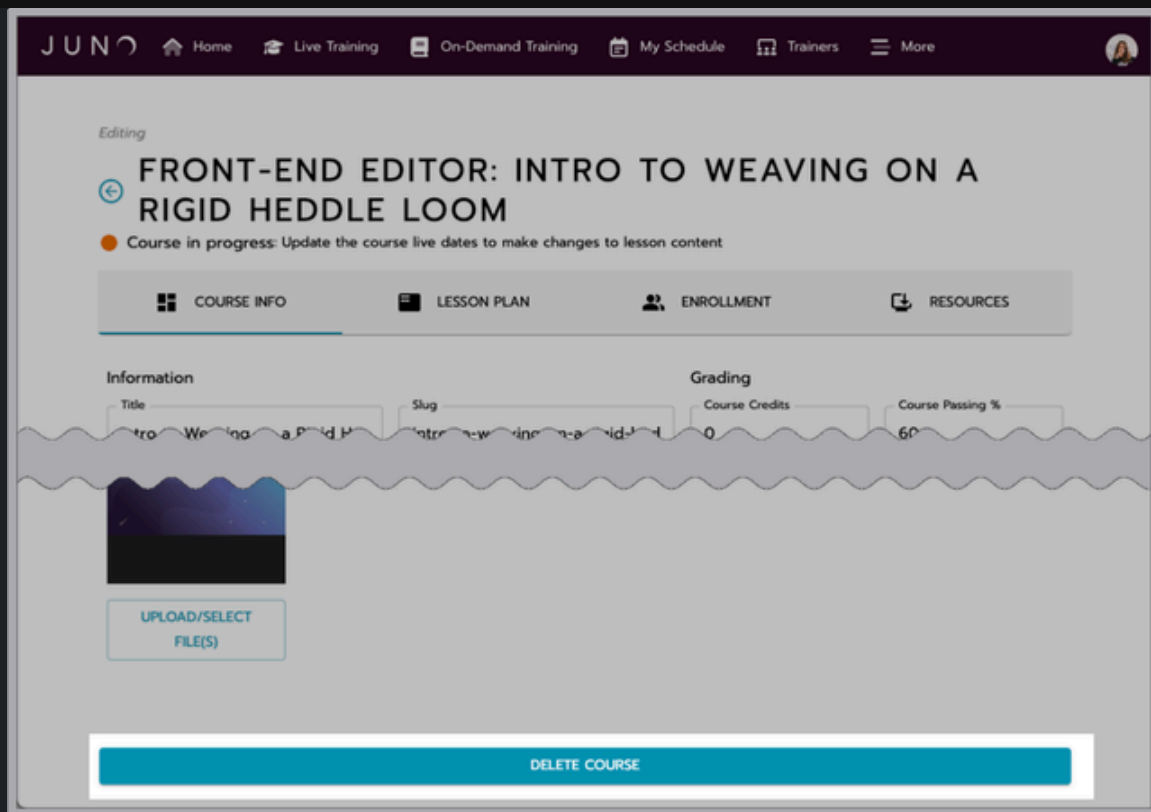 JUNO Home Live Training On-Demand Training My Schedule Trainers More
Editing
FRONT-END EDITOR: INTRO TO WEAVING ON A
RIGID HEDDLE LOOM
Course in progress: Update the course live dates to make changes to lesson content
COURSE INFO LESSON PLAN ENROLLMENT RESOURCES
Information Grading
Title Slug Course Credits Course Passing %
0 60
UPLOAD/SELECT
FILE(S)
DELETE COURSE